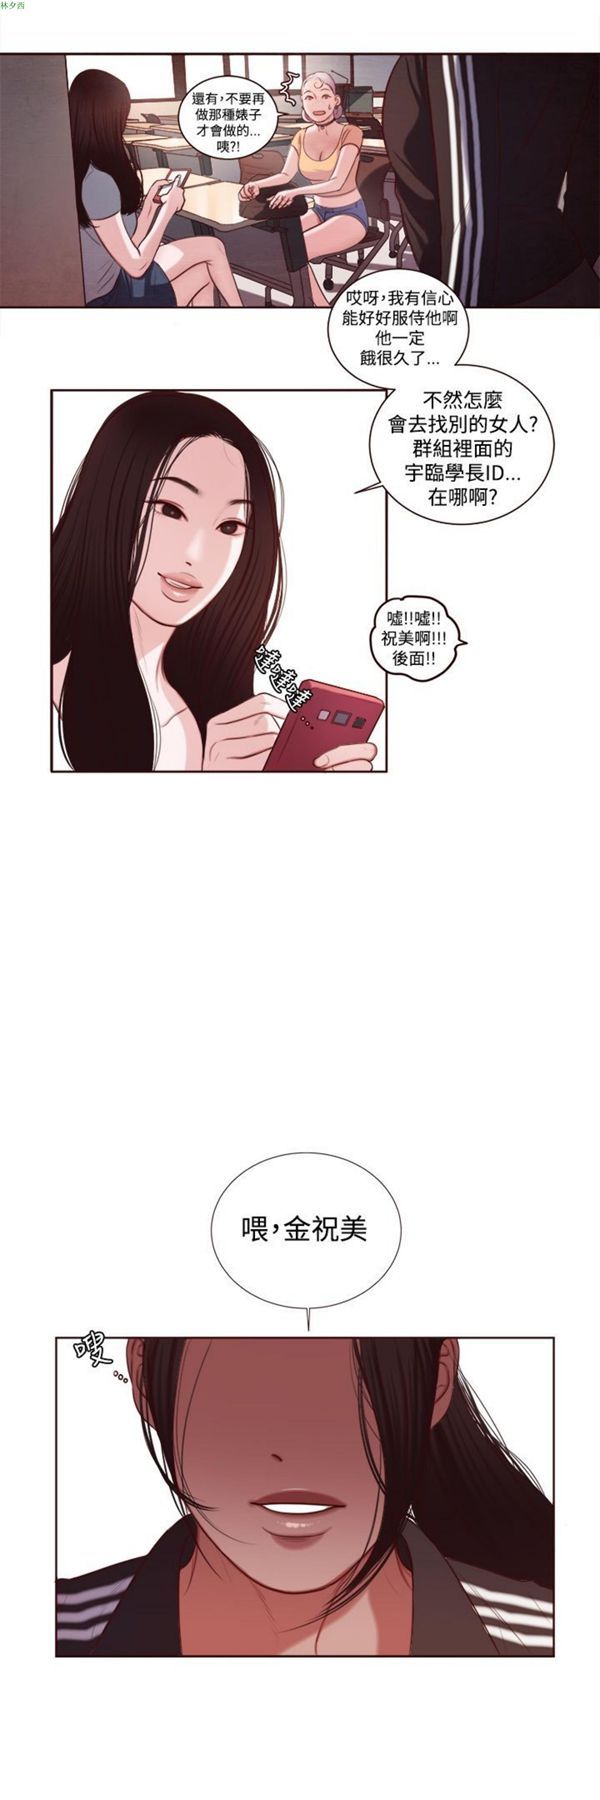 林夕西
還有，不要再
做那種婊子
才會做的...
咦?!
哎呀，我有信心
能好好服侍他啊
他一定
餓很久了...
不然怎麼
會去找別的女人?
群組裡面的
宇臨學長ID...
在哪啊?
噓!!噓!!
祝美啊!!!
後面!!
噠噠噠...
喂，金祝美
嗖...